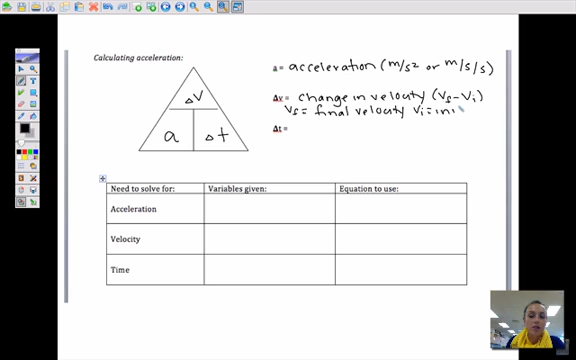 Calculating acceleration:
a= acceleration (m/s² or m/s/s)
Δv
a Δt
Δv= change in velocity (Vf-Vi)
Vf= final velocity Vi=ini
Δt=
Need to solve for: Variables given: Equation to use:
Acceleration
Velocity
Time